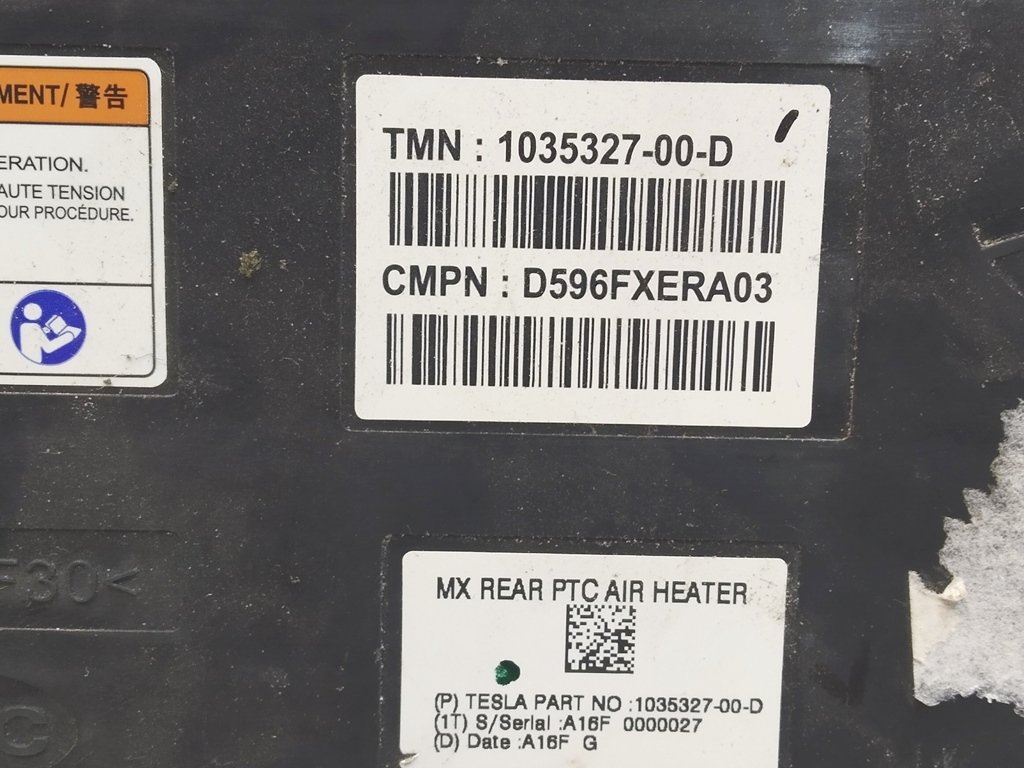 MENT/ 警告
ERATION.
AUTE TENSION
OUR PROCÉDURE.
TMN : 1035327-00-D
CMPN : D596FXERA03
F30<
MX REAR PTC AIR HEATER
(P) TESLA PART NO :1035327-00-D
(1T) S/Serial :A16F 0000027
(D) Date :A16F G
C